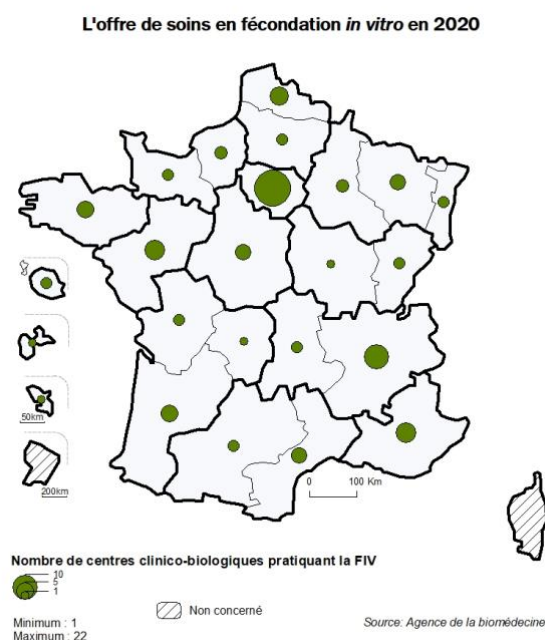 L'offre de soins en fécondation in vitro en 2020
50km
200km
0 100 Km
Nombre de centres clinico-biologiques pratiquant la FIV
10
5
1
Non concerné
Minimum : 1
Maximum : 22
Source: Agence de la biomédecine